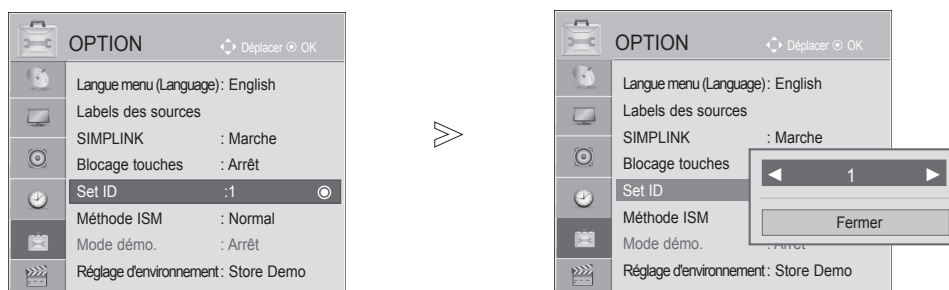 OPTION Déplacer OK
Langue menu (Language) : English
Labels des sources
SIMPLINK : Marche
Blocage touches : Arrêt
Set ID :1
Méthode ISM : Normal
Mode démo. : Arrêt
Réglage d'environnement : Store Demo
OPTION Déplacer OK
Langue menu (Language) : English
Labels des sources
SIMPLINK : Marche
Blocage touches
Set ID
Méthode ISM
Mode démo. : Arrêt
Réglage d'environnement : Store Demo
◄ 1 ►
Fermer